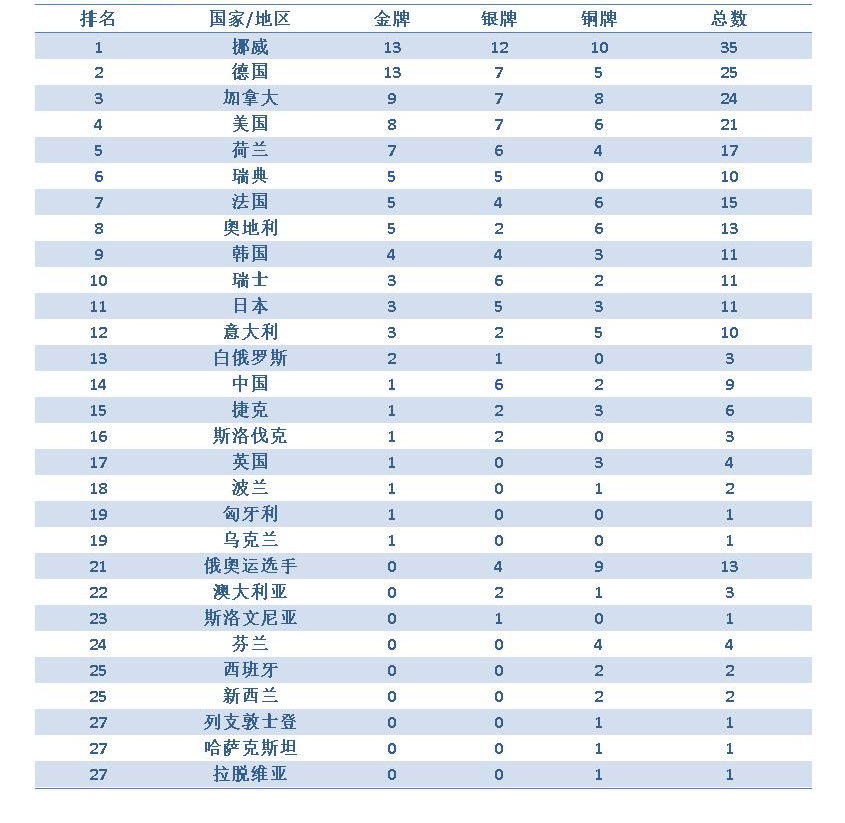 排名 国家/地区 金牌 银牌 铜牌 总数
1 挪威 13 12 10 35
2 德国 13 7 5 25
3 加拿大 9 7 8 24
4 美国 8 7 6 21
5 荷兰 7 6 4 17
6 瑞典 5 5 0 10
7 法国 5 4 6 15
8 奥地利 5 2 6 13
9 韩国 4 4 3 11
10 瑞士 3 6 2 11
11 日本 3 5 3 11
12 意大利 3 2 5 10
13 白俄罗斯 2 1 0 3
14 中国 1 6 2 9
15 捷克 1 2 3 6
16 斯洛伐克 1 2 0 3
17 英国 1 0 3 4
18 波兰 1 0 1 2
19 匈牙利 1 0 0 1
19 乌克兰 1 0 0 1
21 俄奥运选手 0 4 9 13
22 澳大利亚 0 2 1 3
23 斯洛文尼亚 0 1 0 1
24 芬兰 0 0 4 4
25 西班牙 0 0 2 2
25 新西兰 0 0 2 2
27 列支敦士登 0 0 1 1
27 哈萨克斯坦 0 0 1 1
27 拉脱维亚 0 0 1 1